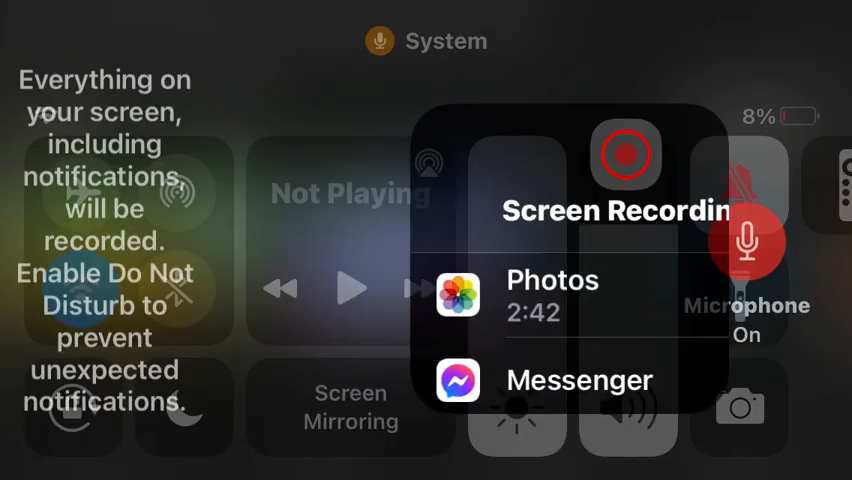 System
Everything on
your screen,
including
notifications,
will be
recorded.
Enable Do Not
Disturb to
prevent
unexpected
notifications.
8%
Not Playing
Screen Recordin
Photos
2:42
Messenger
Microphone
On
Screen
Mirroring